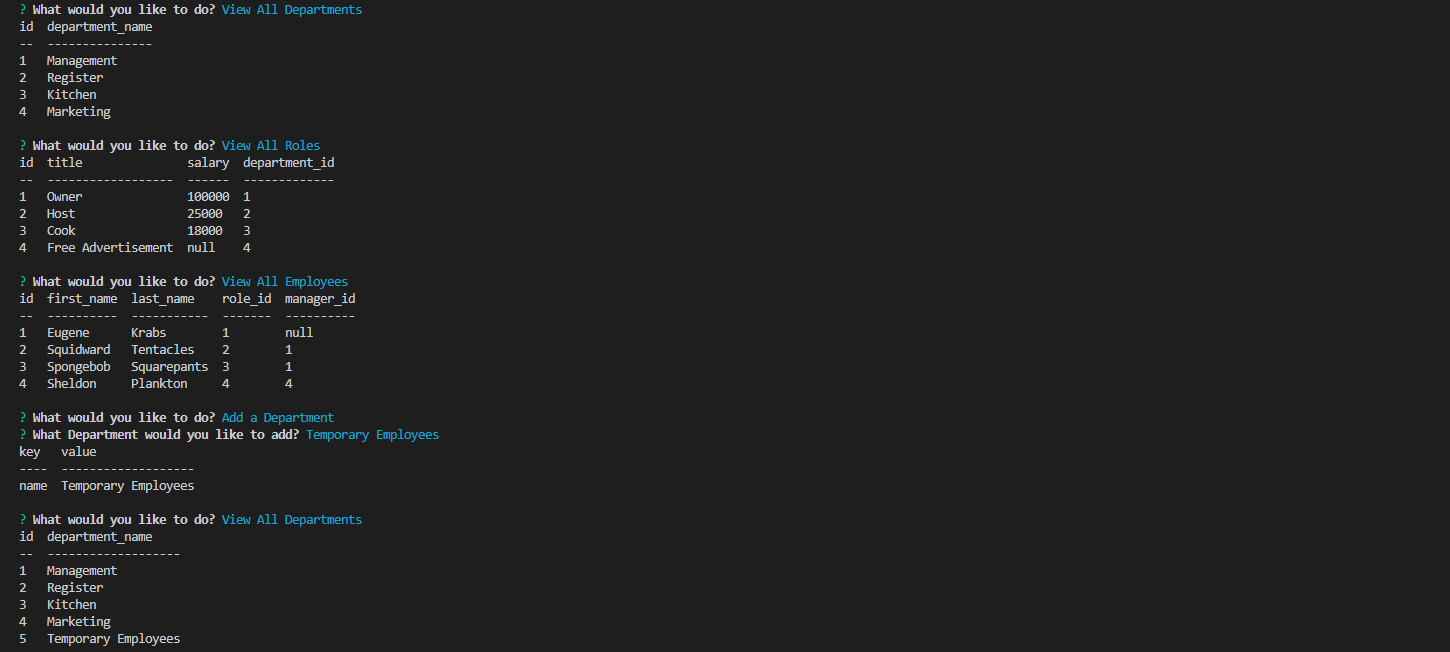 ? What would you like to do? View All Departments
id  department_name
--  ---------------
1   Management
2   Register
3   Kitchen
4   Marketing

? What would you like to do? View All Roles
id  title               salary  department_id
--  ------------------  ------  -------------
1   Owner               100000  1
2   Host                25000   2
3   Cook                18000   3
4   Free Advertisement  null    4

? What would you like to do? View All Employees
id  first_name  last_name    role_id  manager_id
--  ----------  -----------  -------  ----------
1   Eugene      Krabs        1        null
2   Squidward   Tentacles    2        1
3   Spongebob   Squarepants  3        1
4   Sheldon     Plankton     4        4

? What would you like to do? Add a Department
? What Department would you like to add? Temporary Employees
key   value
----  -------------------
name  Temporary Employees

? What would you like to do? View All Departments
id  department_name
--  -------------------
1   Management
2   Register
3   Kitchen
4   Marketing
5   Temporary Employees